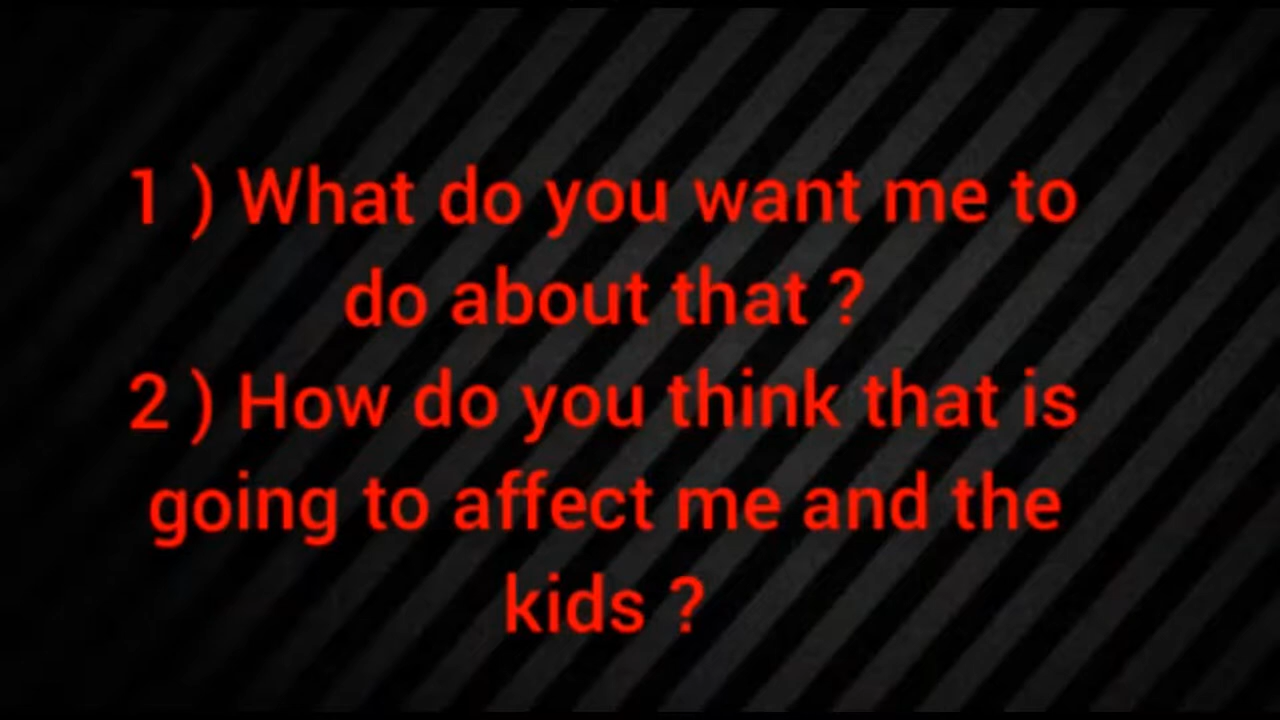 1 ) What do you want me to
do about that ?
2 ) How do you think that is
going to affect me and the
kids ?